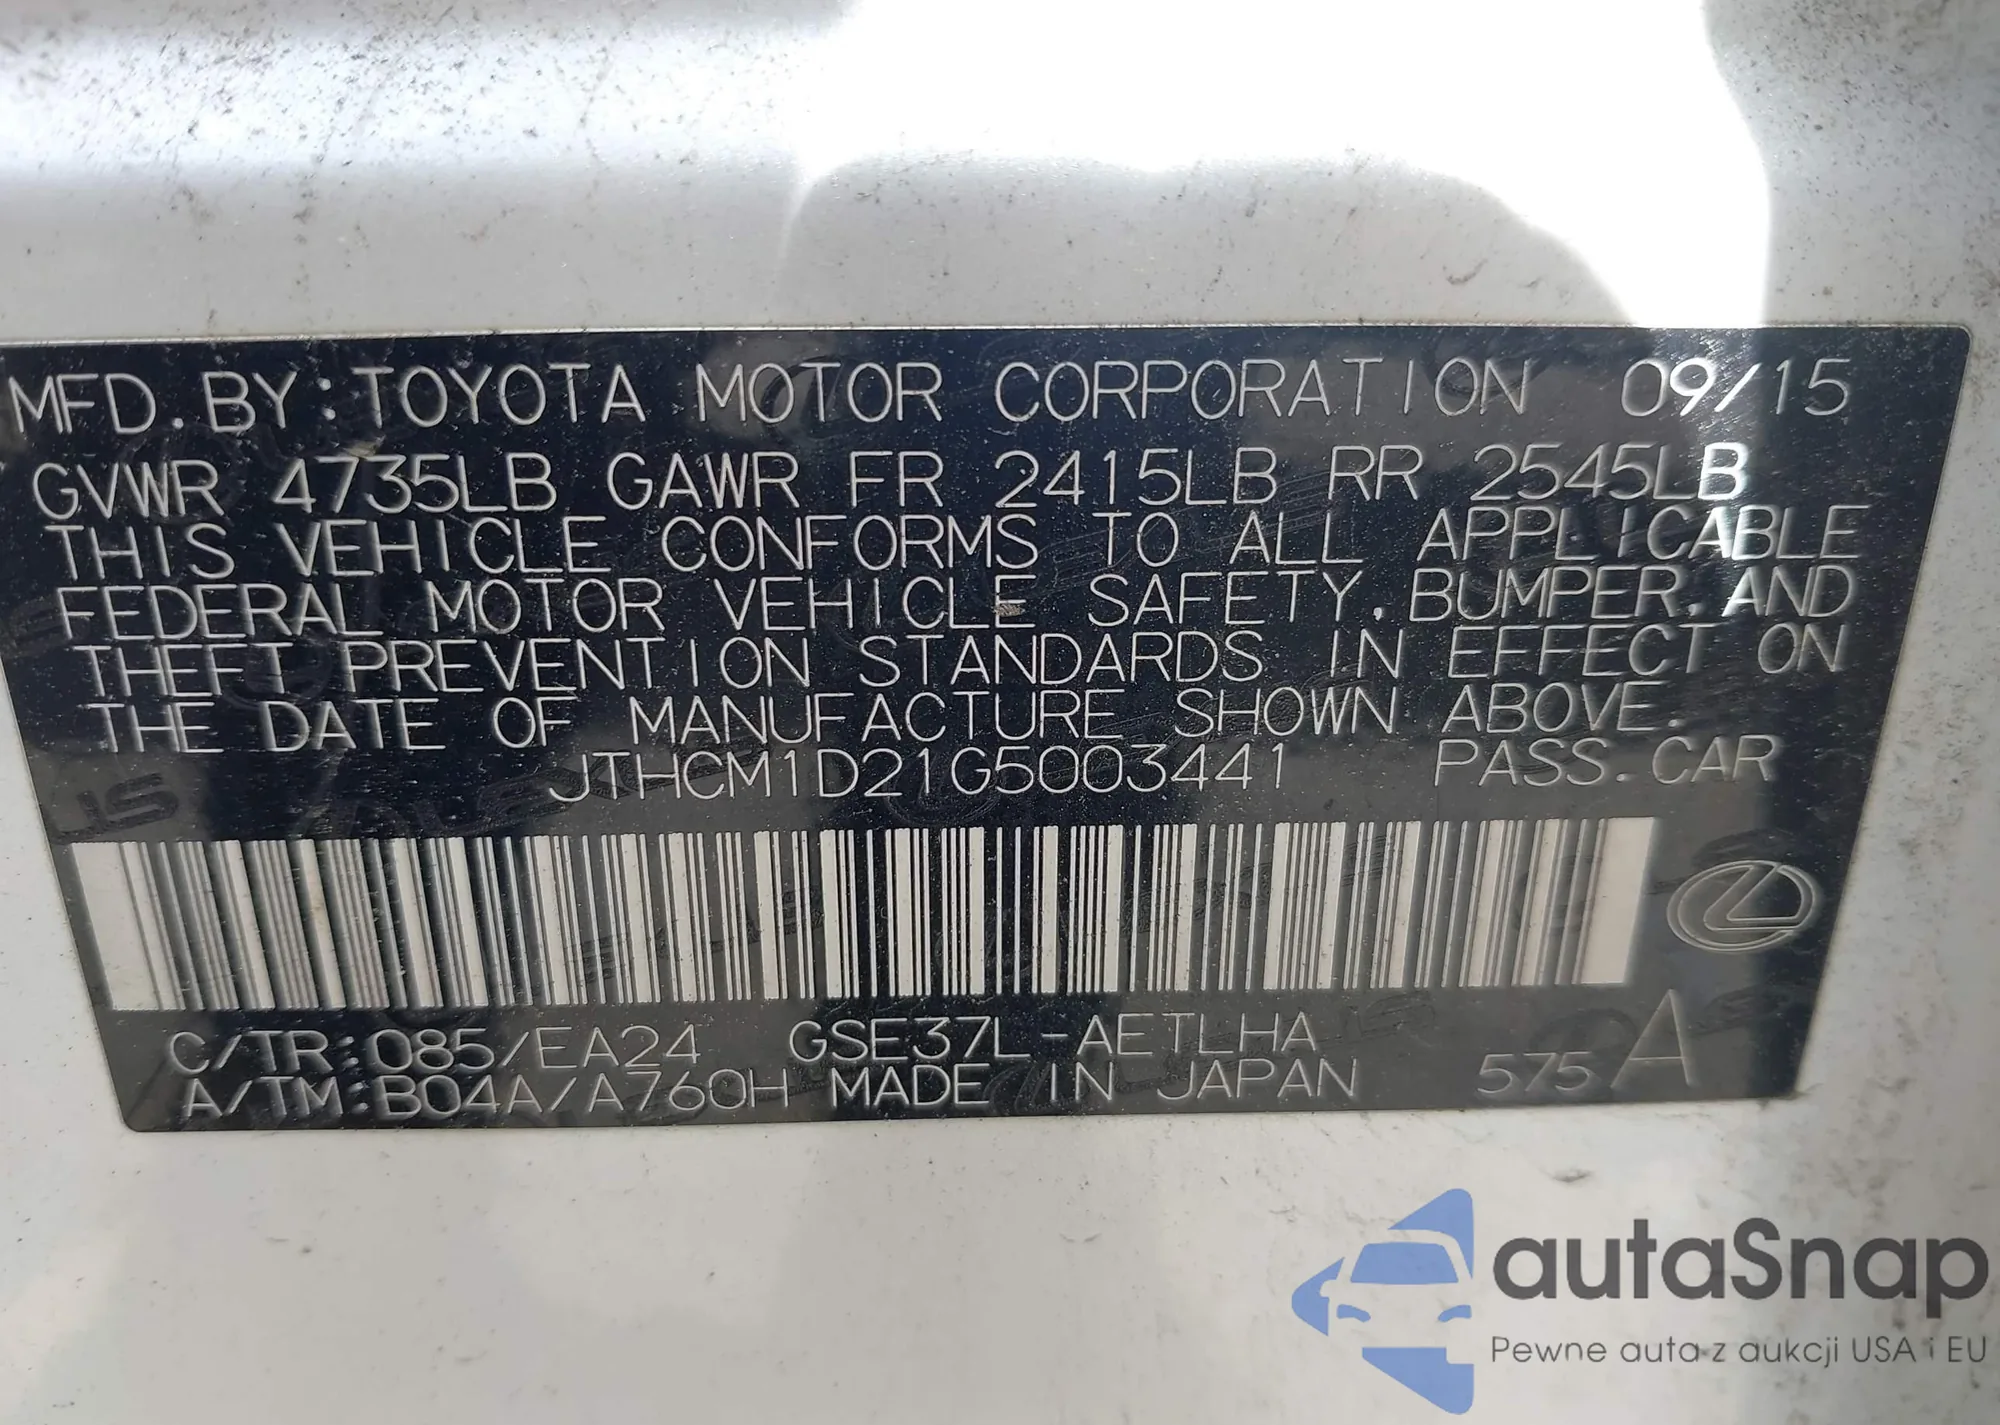 MFD. BY: TOYOTA MOTOR CORPORATION 09/15
GVWR 4735LB GAWR FR 2415LB RR 2545LB
THIS VEHICLE CONFORMS TO ALL APPLICABLE
FEDERAL MOTOR VEHICLE SAFETY, BUMPER, AND
THEFT PREVENTION STANDARDS IN EFFECT ON
THE DATE OF MANUFACTURE SHOWN ABOVE.
JTHCM1D21G5003441 PASS. CAR
C/TR: 085/EA24 GSE37L-AETLHA
A/TM: B04A/A760H MADE IN JAPAN 575 A
autaSnap
Pewne auta z aukcji USA i EU